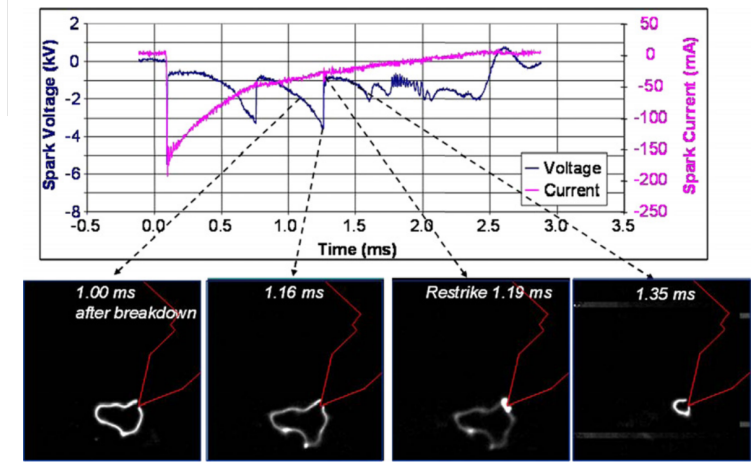 2
0
-2
-4
-6
-8
Spark Voltage (kV)
50
0
-50
-100
-150
-200
-250
Spark Current (mA)
Voltage
Current
-0.5 0.0 0.5 1.0 1.5 2.0 2.5 3.0 3.5
Time (ms)
1.00 ms
after breakdown
1.16 ms
Restrike 1.19 ms
1.35 ms